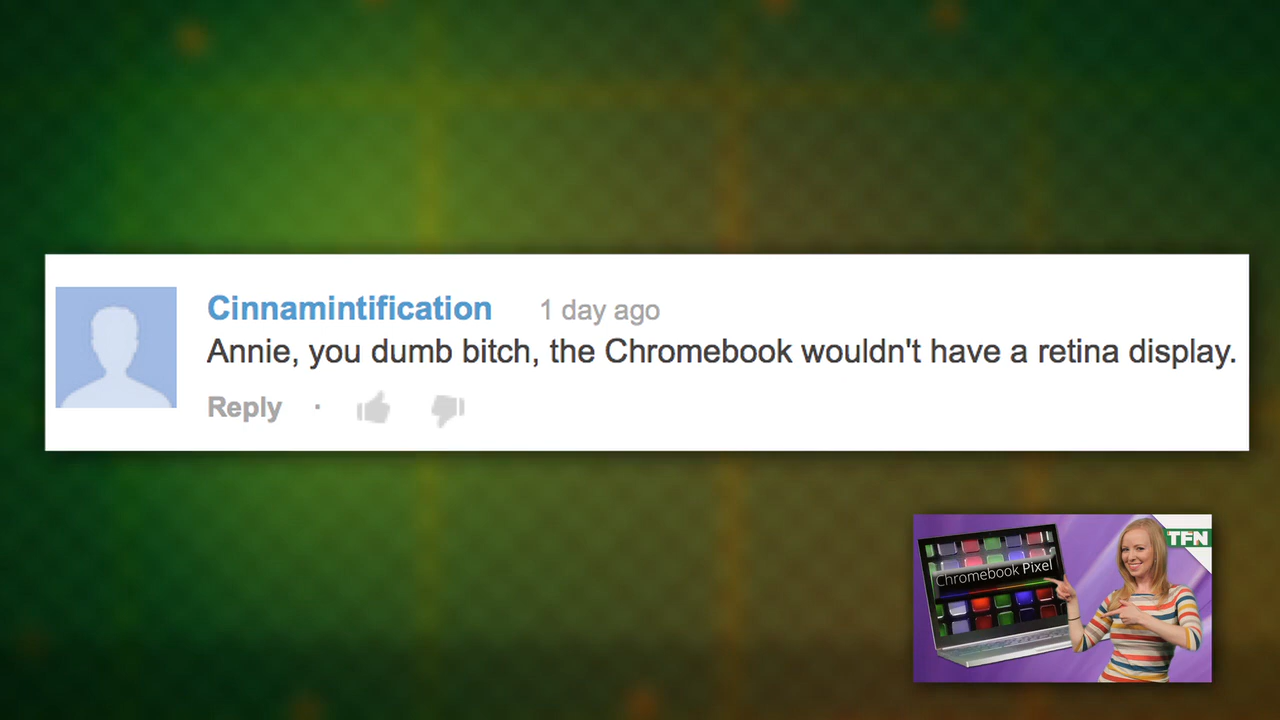 Cinnamintification 1 day ago
Annie, you dumb bitch, the Chromebook wouldn't have a retina display.
Reply ·
TFN
Chromebook Pixel